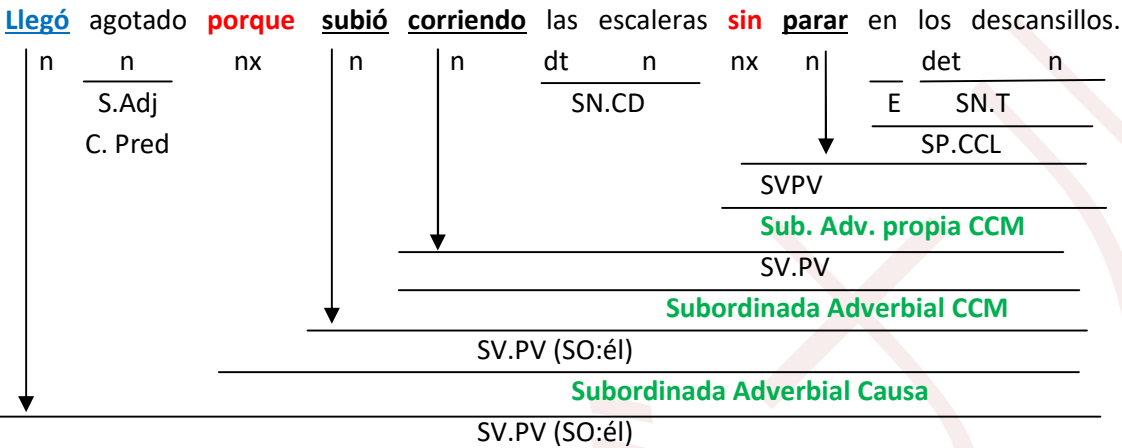 Llegó agotado porque subió corriendo las escaleras sin parar en los descansillos.
n n nx n n dt n nx n det n
S.Adj SN.CD E SN.T
C. Pred SP.CCL
SVPV
Sub. Adv. propia CCM
SV.PV
Subordinada Adverbial CCM
SV.PV (SO:él)
Subordinada Adverbial Causa
SV.PV (SO:él)